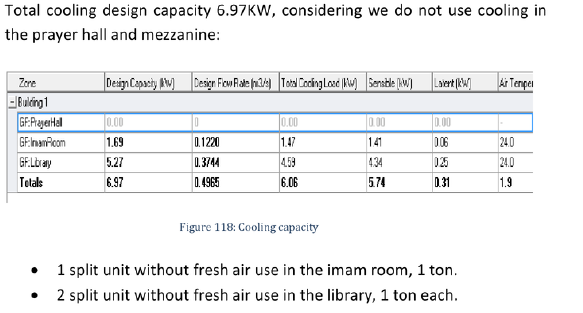 Total cooling design capacity 6.97KW, considering we do not use cooling in
the prayer hall and mezzanine:
Zone Design Capacity (kW) Design Flow Rate (m3/s) Total Cooling Load (kW) Sensible (kW) Latent (kW) Air Temper
Building 1
GF:PrayerHall 0.00 0 0.00 0.00 0.00 -
GF:ImamRoom 1.69 0.1220 1.47 1.41 0.06 24.0
GF:Library 5.27 0.3744 4.59 4.34 0.25 24.0
Totals 6.97 0.4965 6.06 5.74 0.31 1.9
Figure 118: Cooling capacity
• 1 split unit without fresh air use in the imam room, 1 ton.
• 2 split unit without fresh air use in the library, 1 ton each.